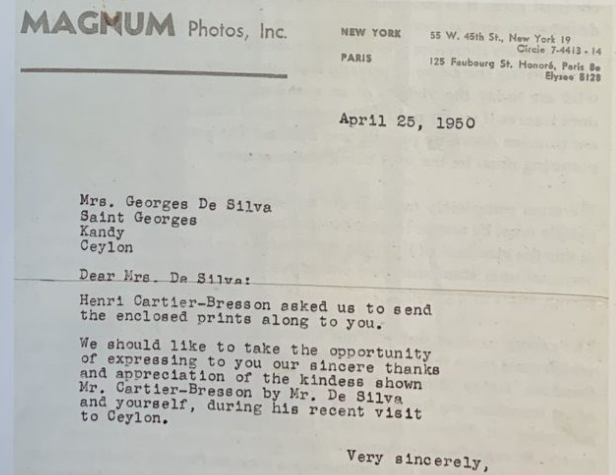 MAGNUM Photos, Inc.
NEW YORK 55 W. 45th St., New York 19
Circle 7-4413 - 14
PARIS 125 Faubourg St. Honoré, Paris 8e
Elysee 8128
April 25, 1950
Mrs. Georges De Silva
Saint Georges
Kandy
Ceylon
Dear Mrs. De Silva:
Henri Cartier-Bresson asked us to send
the enclosed prints along to you.
We should like to take the opportunity
of expressing to you our sincere thanks
and appreciation of the kindess shown
Mr. Cartier-Bresson by Mr. De Silva
and yourself, during his recent visit
to Ceylon.
Very sincerely,